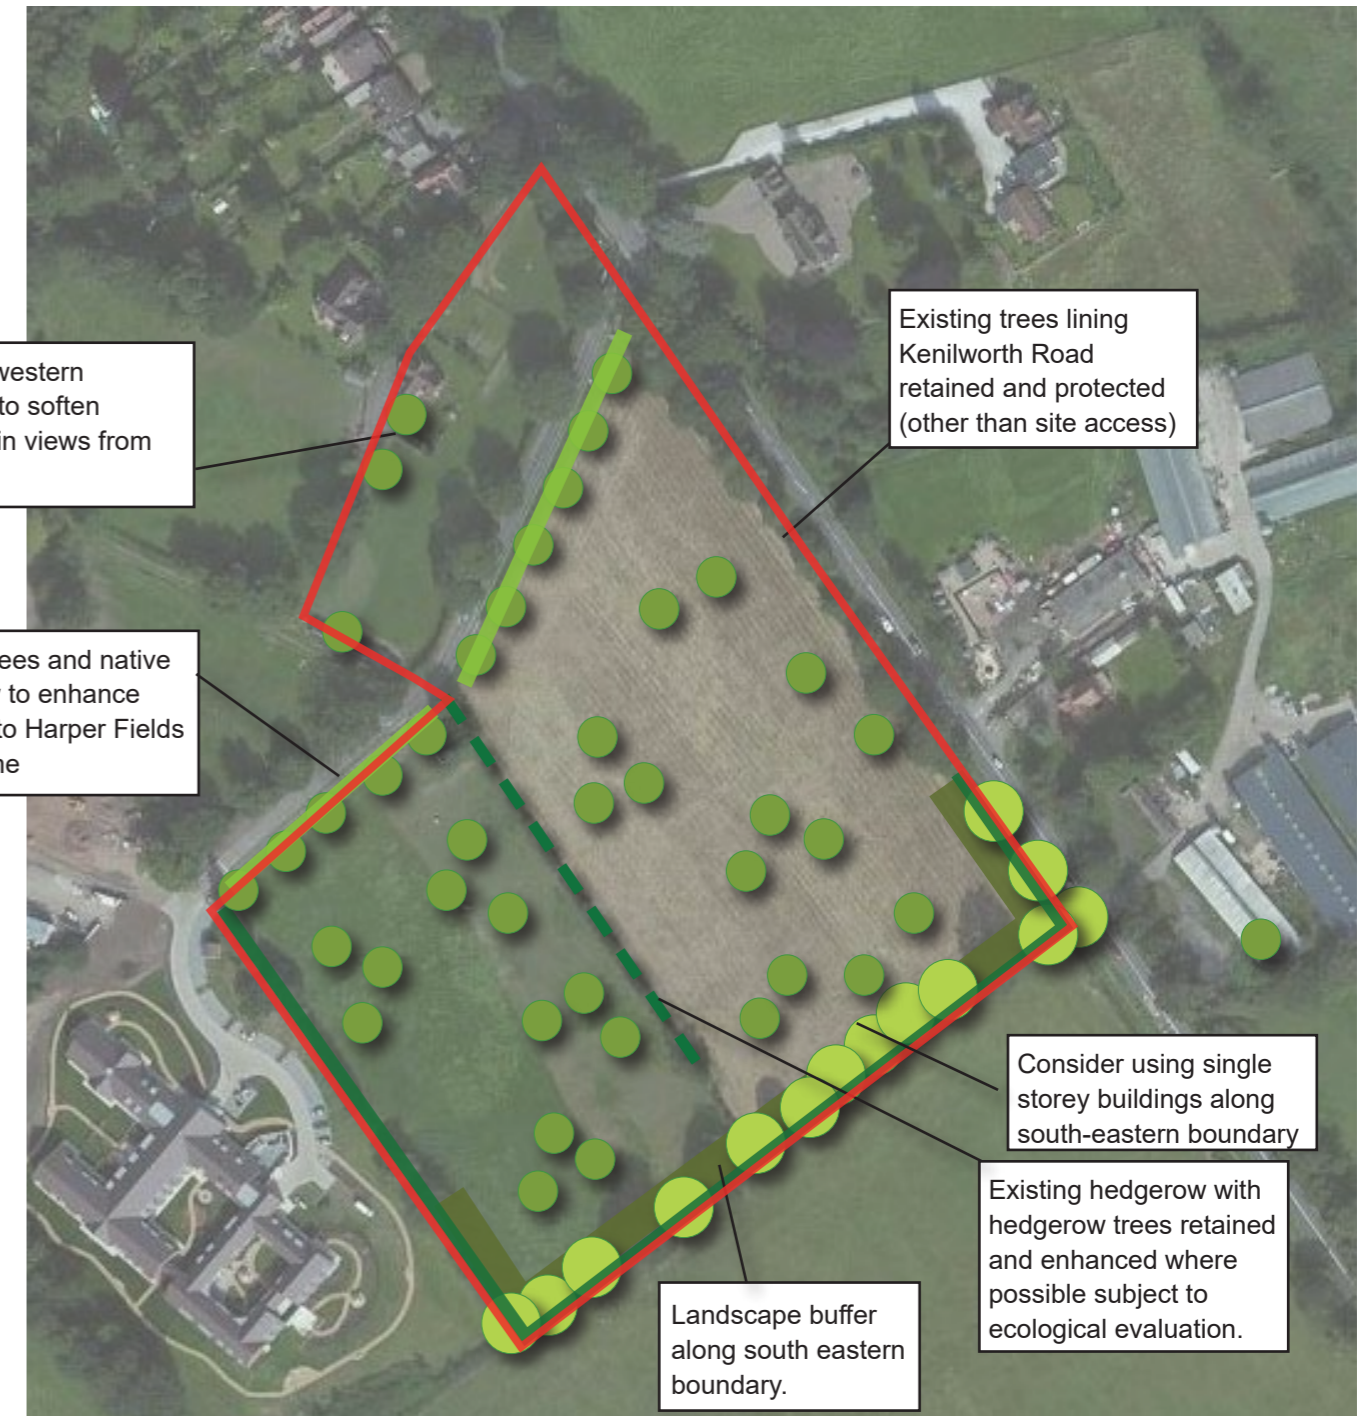 Existing trees lining
Kenilworth Road
retained and protected
(other than site access)
western
to soften
in views from
ees and native
to enhance
to Harper Fields
Consider using single
storey buildings along
south-eastern boundary
Existing hedgerow with
hedgerow trees retained
and enhanced where
possible subject to
ecological evaluation.
Landscape buffer
along south eastern
boundary.